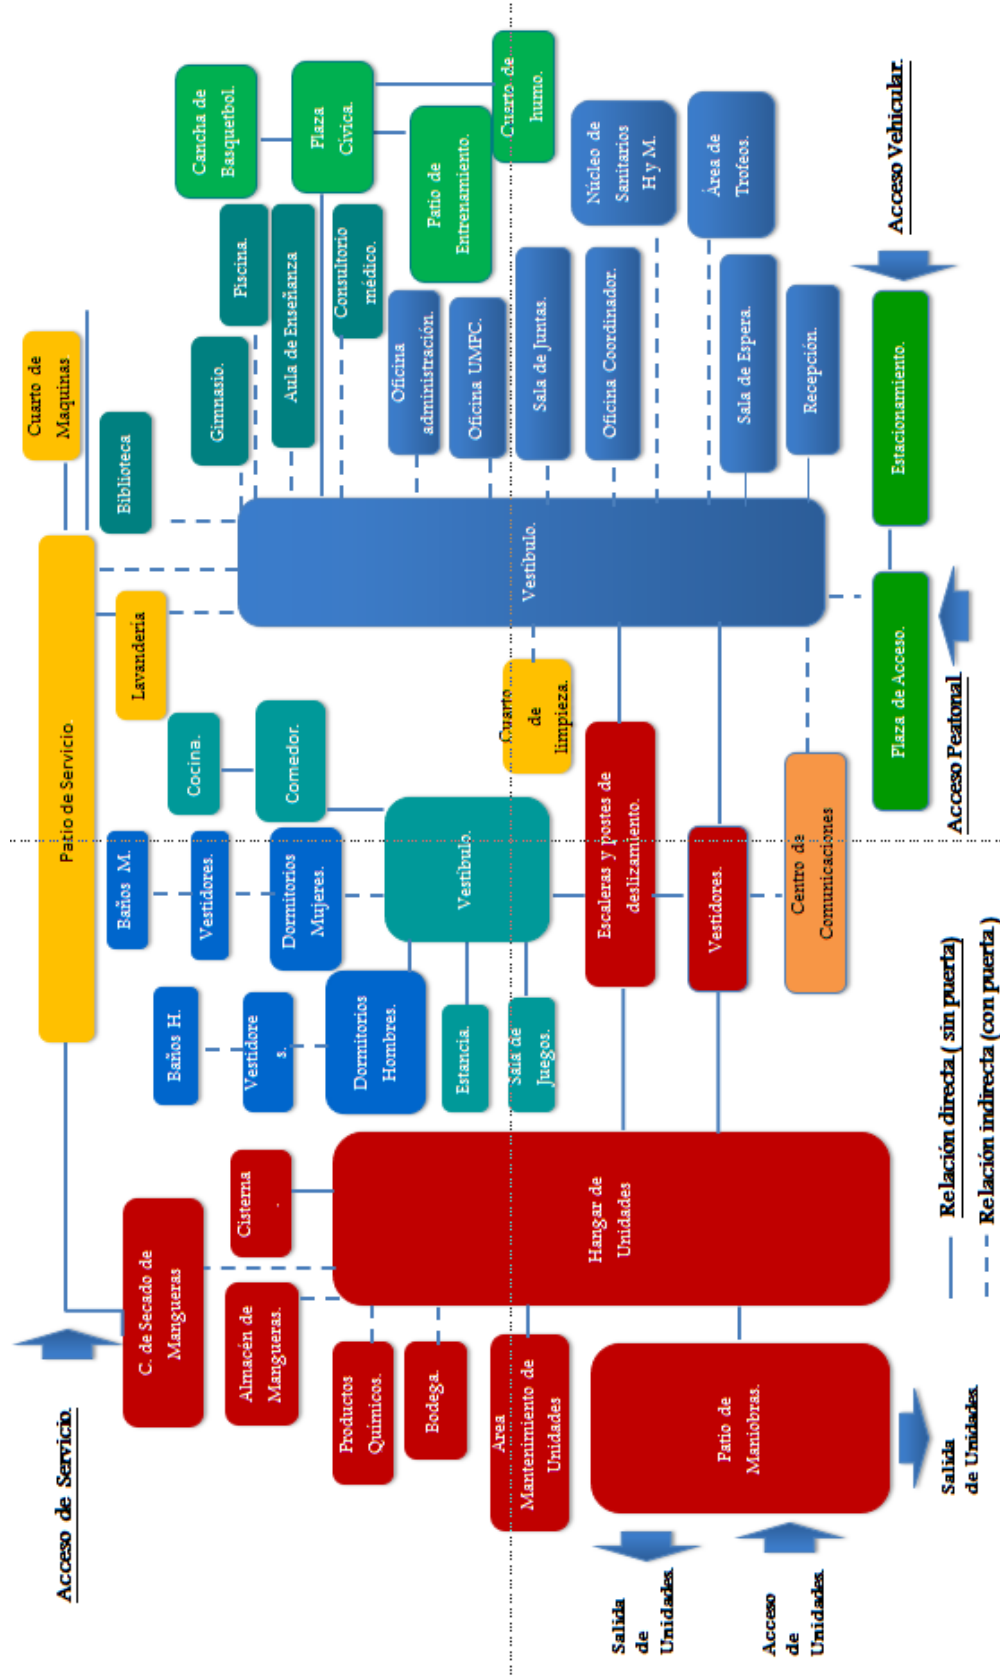 Acceso de Servicio.
Patio de Servicio.
Cuarto de
Maquinas
C. de Secado de
Mangueras
Cisterna
.
Almacén de
Mangueras.
Productos
Químicos.
Bodega.
Area
Mantenimiento de
Unidades
Patio de
Maniobras.
Hangar de
Unidades
Salida
de
Unidades.
Acceso
de
Unidades.
Salida
de Unidades.
Baños H.
Vestidore
s.
Dormitorios
Hombres.
Baños M.
Vestidores.
Dormitorios
Mujeres.
Estancia.
Sala de
Juegos.
Vestíbulo.
Cocina.
Comedor.
Lavandería
Cuarto
de
limpieza.
Escaleras y postes de
deslizamiento.
Vestidores.
Centro de
Comunicaciones
Biblioteca
Gimnasio.
Piscina.
Aula de Enseñanza
Consultorio
médico.
Cancha de
Basquetbol.
Plaza
Cívica.
Patio de
Entrenamiento.
Cuarto de
humo.
Oficina
administración.
Oficina UMPC.
Sala de Juntas.
Oficina Coordinador.
Núcleo de
Sanitarios
H y M.
Área de
Trofeos.
Sala de Espera.
Recepción.
Vestíbulo.
Plaza de Acceso.
Estacionamiento.
Acceso Peatonal
Acceso Vehicular.
Relación directa ( sin puerta)
Relación indirecta (con puerta.)